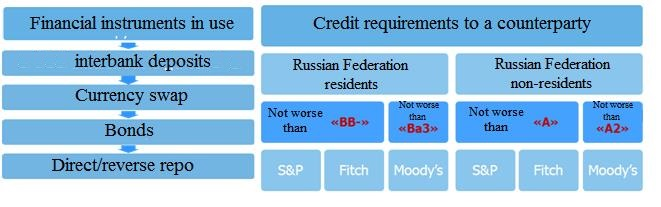 Financial instruments in use
interbank deposits
Currency swap
Bonds
Direct/reverse repo
Credit requirements to a counterparty
Russian Federation
residents
Russian Federation
non-residents
Not worse
than
«BB-»
Not worse
than
«Ba3»
Not worse
than
«A»
Not worse
than
«A2»
S&P
Fitch
Moody's
S&P
Fitch
Moody's